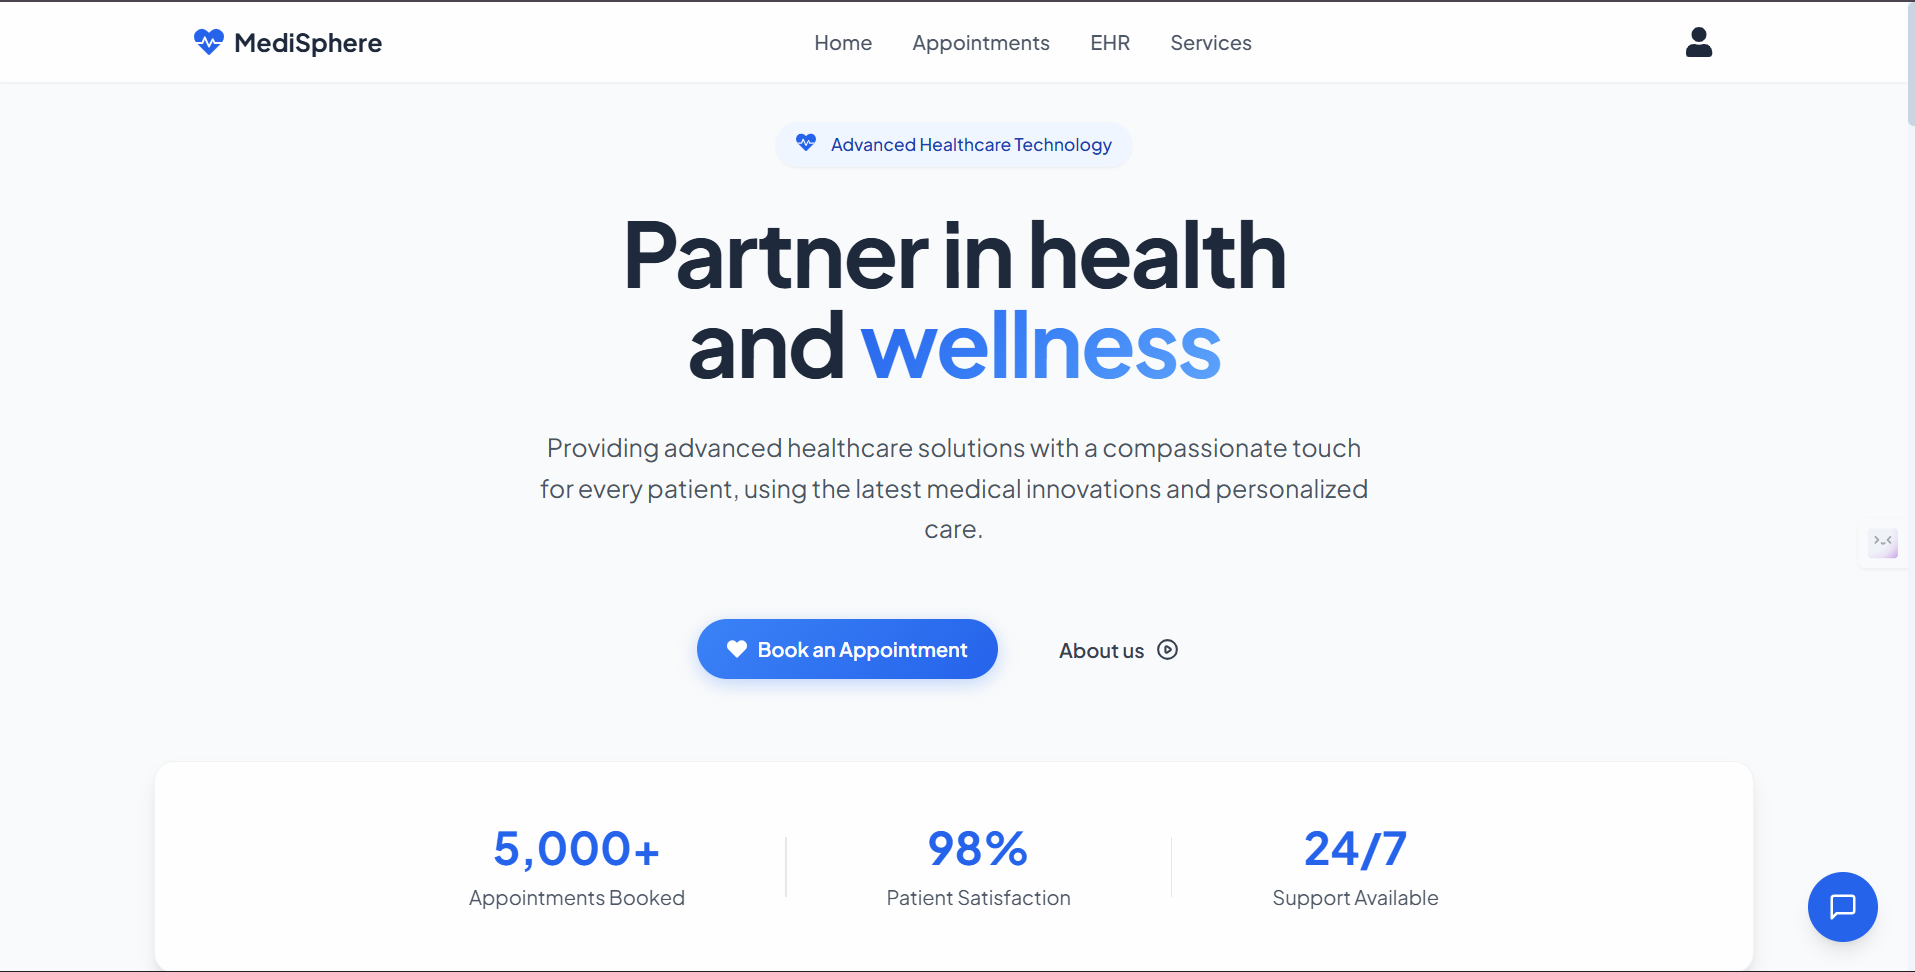 MediSphere
Home
Appointments
EHR
Services
Advanced Healthcare Technology
Partner in health
and wellness
Providing advanced healthcare solutions with a compassionate touch
for every patient, using the latest medical innovations and personalized
care.
Book an Appointment
About us
5,000+
Appointments Booked
98%
Patient Satisfaction
24/7
Support Available